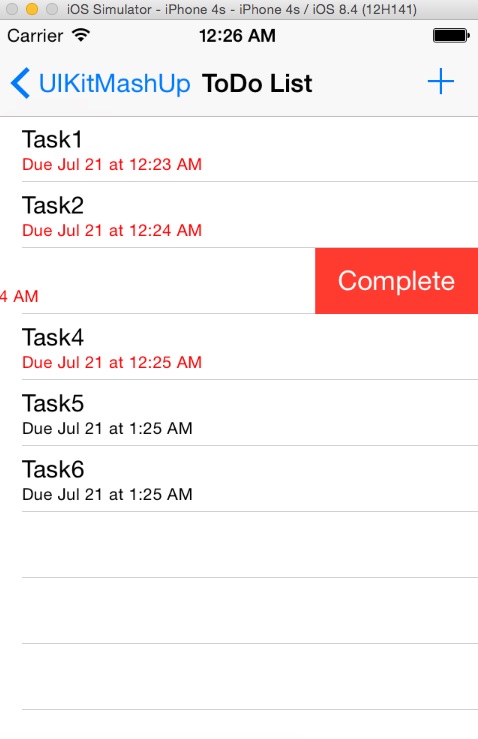 iOS Simulator - iPhone 4s - iPhone 4s / iOS 8.4 (12H141)
Carrier 12:26 AM
UIKitMashUp ToDo List +
Task1
Due Jul 21 at 12:23 AM
Task2
Due Jul 21 at 12:24 AM
Complete
4 AM
Task4
Due Jul 21 at 12:25 AM
Task5
Due Jul 21 at 1:25 AM
Task6
Due Jul 21 at 1:25 AM